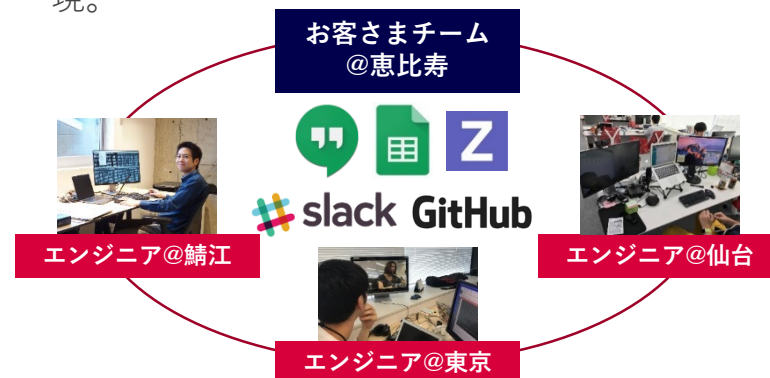 現。
お客さまチーム
@恵比寿
Z
slack GitHub
エンジニア@鯖江
エンジニア@仙台
エンジニア@東京